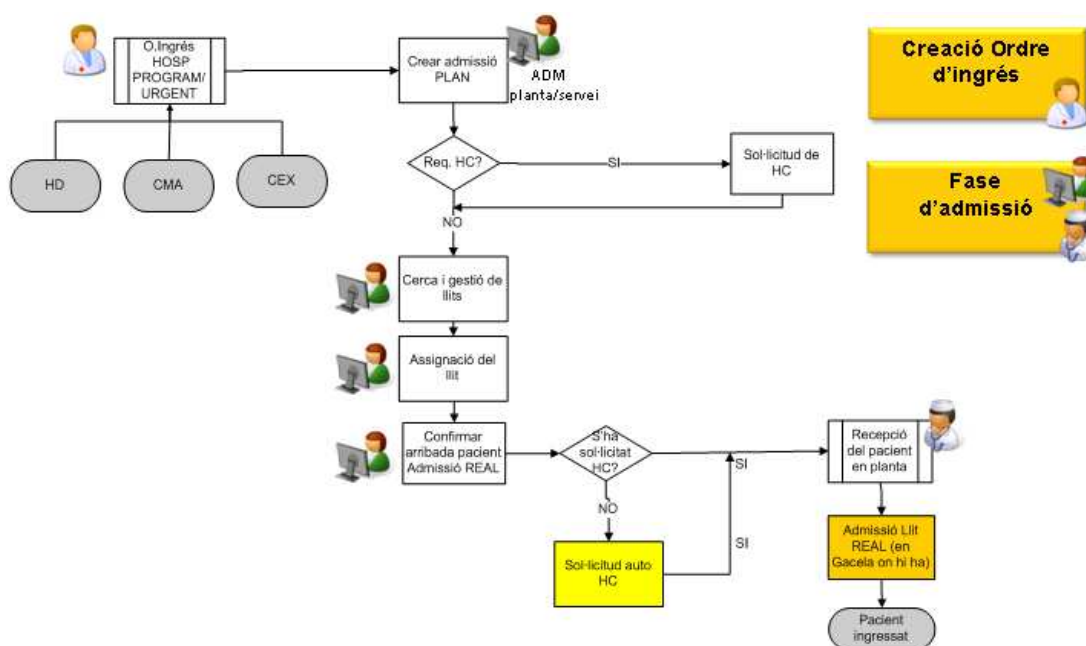 O.Ingrés
HOSP
PROGRAM/
URGENT
Crear admissió
PLAN
ADM
planta/servei
Creació Ordre
d'ingrés
HD
CMA
CEX
Req. HC?
SI
Sol·licitud de
HC
Fase
d'admissió
NO
Cerca i gestió de
llits
Assignació del
llit
Confirmar
arribada pacient
Admissió REAL
S'ha
sol·licitat
HC?
SI
Recepció
del pacient
en planta
NO
Sol·licitud auto
HC
SI
Admissió Llit
REAL (en
Gacela on hi ha)
Pacient
ingressat